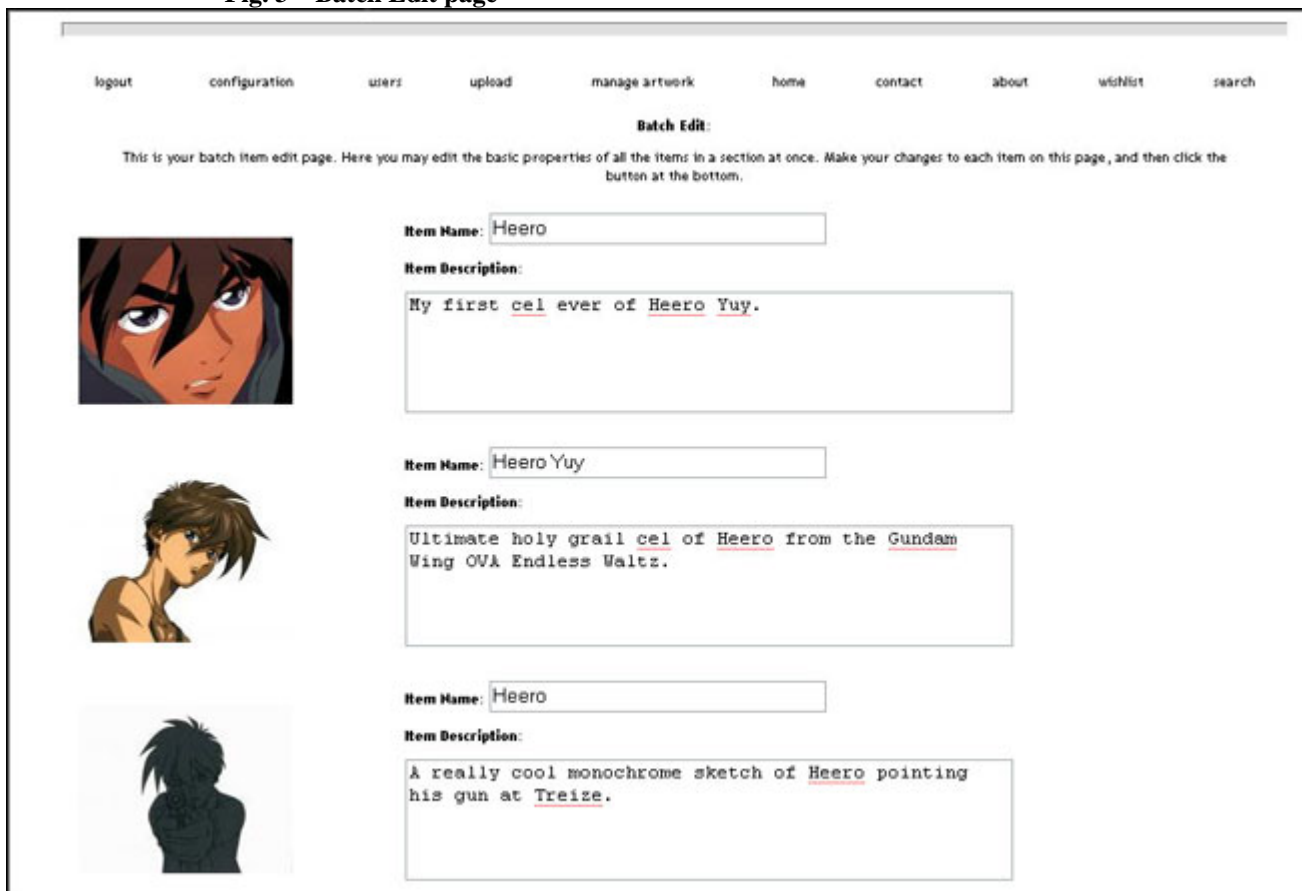 Fig. 3 – Batch Edit page
logout configuration users upload manage artwork home contact about wishlist search
Batch Edit:
This is your batch item edit page. Here you may edit the basic properties of all the items in a section at once. Make your changes to each item on this page, and then click the
button at the bottom.
Item Name: Heero
Item Description:
My first cel ever of Heero Yuy.
Item Name: Heero Yuy
Item Description:
Ultimate holy grail cel of Heero from the Gundam
Wing OVA Endless Waltz.
Item Name: Heero
Item Description:
A really cool monochrome sketch of Heero pointing
his gun at Treize.